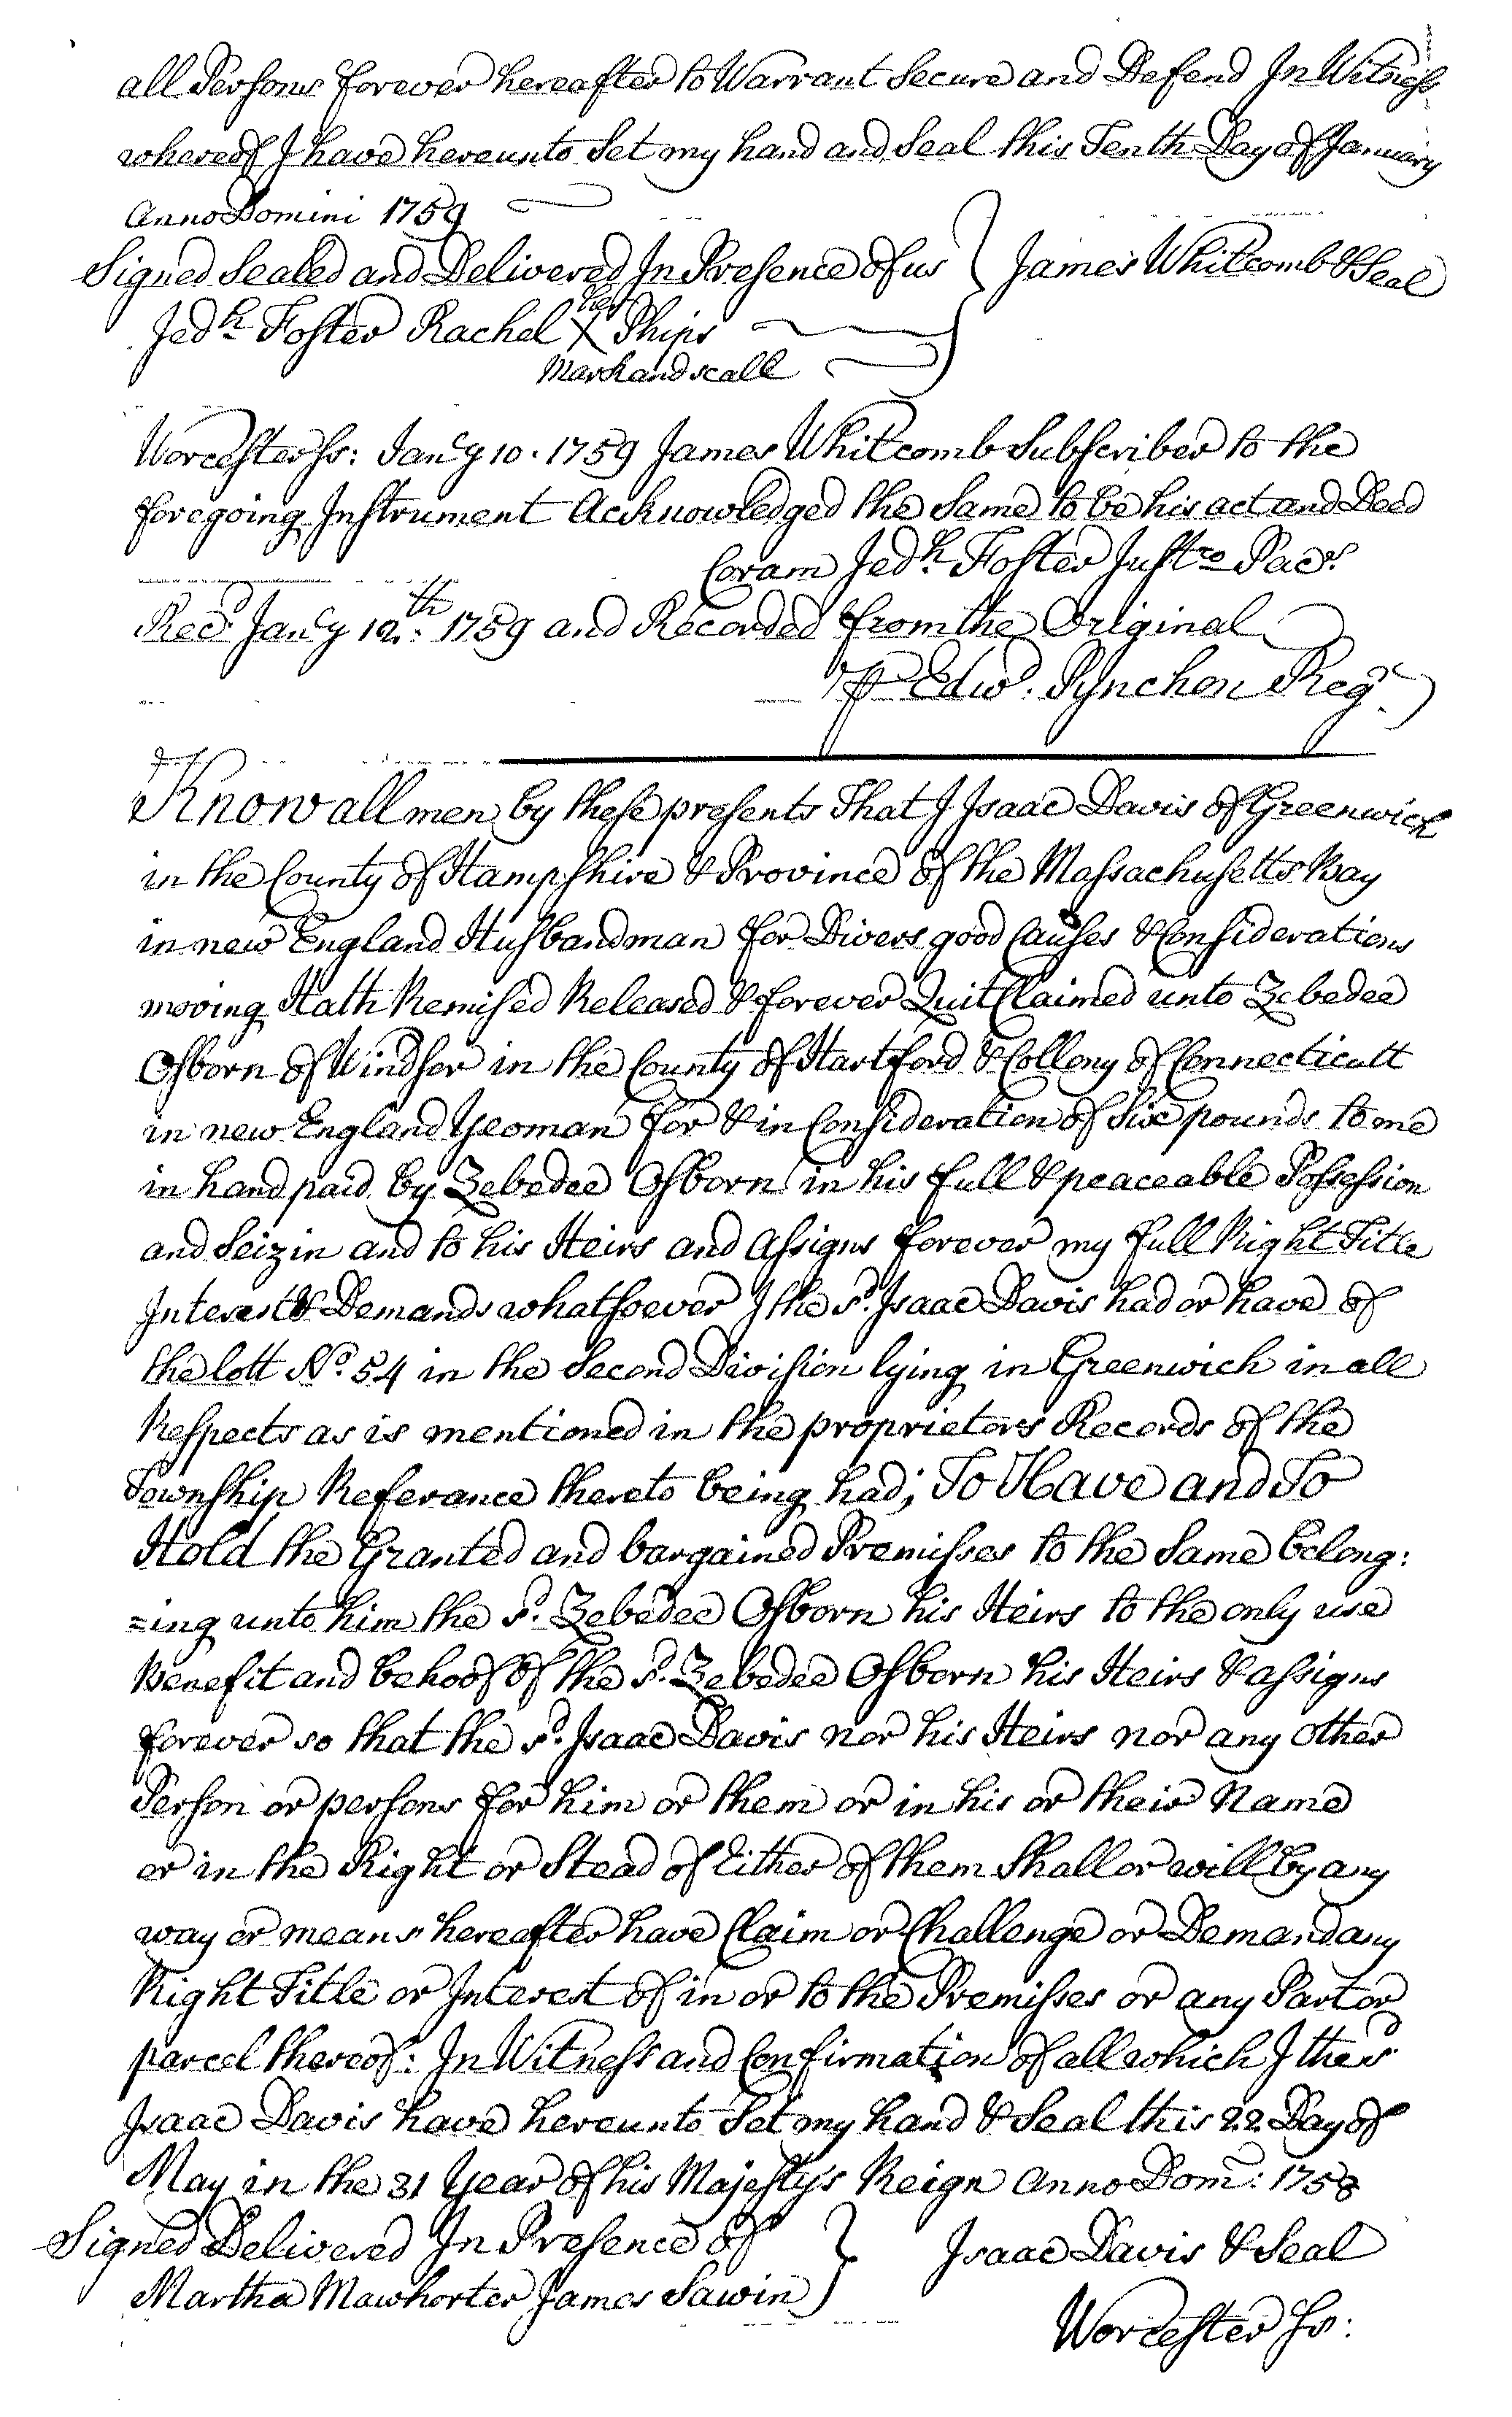 all Persons forever hereafter to Warrant Secure and Defend In Witness
whereof I have hereunto Set my hand and Seal this Tenth Day of January
Anno Domini 1759
Signed Sealed and Delivered In Presence of us } James Whitcomb & Seal
her
Jedh Foster Rachel X Phips
Mark and seall
Worcester Ss: Jany 10. 1759 James Whitcomb Subscriber to the
foregoing Instrument Acknowledged the Same to be his act and Deed
Coram Jedh Foster Justce Pacs.
Recd. Jany 12th: 1759 and Recorded from the Original
℗ Edwd. Pynchon Regr.
Know all men by these presents That I Isaac Davis of Greenwich
in the County of Hampshire & Province of the Massachusetts Bay
in new England Husbandman for Divers good Causes & Considerations
moving Hath Remised Released & forever Quit Claimed unto Zebedee
Osborn of Windsor in the County of Hartford & Collony of Connecticutt
in new England Yeoman for & in Consideration of Six pounds to me
in hand paid by Zebedee Osborn in his full & peaceable Possession
and Seizin and to his Heirs and Assigns forever my full Right Title
Interest & Demands whatsoever I the sd. Isaac Davis had or have of
the lott No. 54 in the Second Division lying in Greenwich in all
Respects as is mentioned in the proprietors Records of the
Township Referance thereto being had; To Have and To
Hold the Granted and bargained Premisses to the Same belong:
=ing unto him the sd. Zebedee Osborn his Heirs to the only use
Benefit and behoof of the sd. Zebedee Osborn his Heirs & assigns
forever so that the sd. Isaac Davis nor his Heirs nor any other
Person or persons for him or them or in his or their Name
or in the Right or Stead of Either of them Shall or will by any
way or means hereafter have Claim or Challenge or Demand any
Right Title or Interest of in or to the Premisses or any Part or
parcel thereof: In Witness and Confirmation of all which I the sd
Isaac Davis have hereunto Set my hand & Seal this 22 Day of
May in the 31 Year of his Majesty's Reign Anno Dom: 1758
Signed Delivered In Presence of } Isaac Davis & Seal
Martha Mawhorter James Sawin
Worcester Ss: